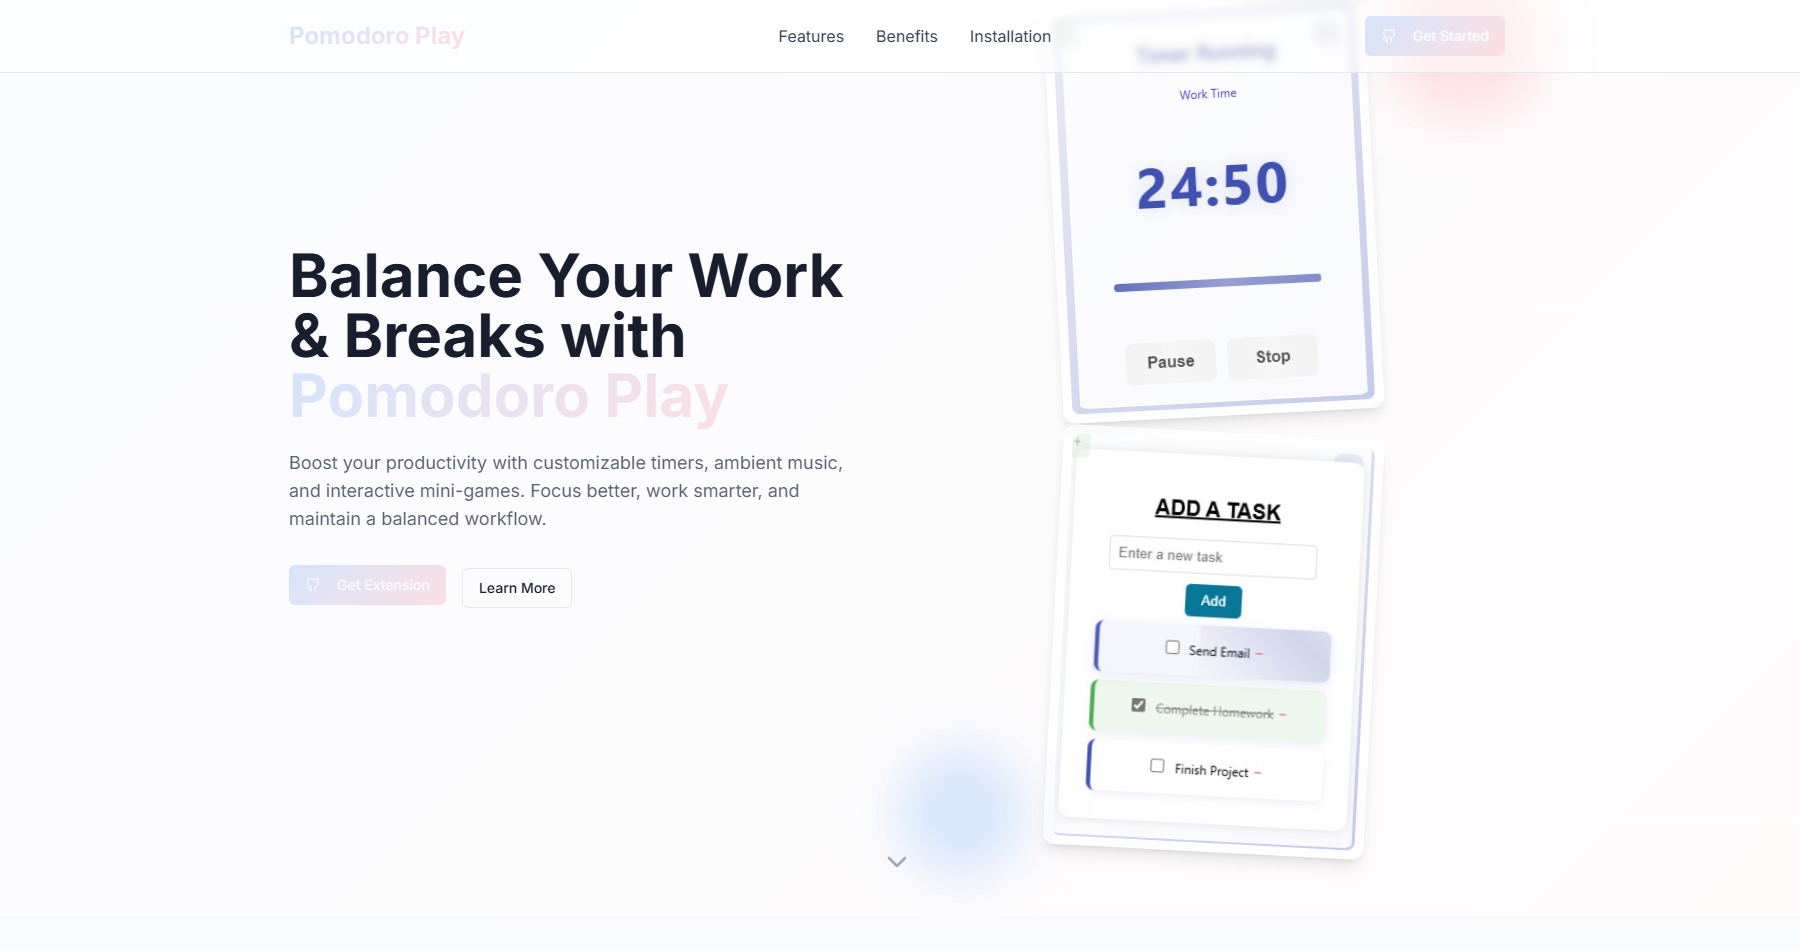 Pomodoro Play
Features
Benefits
Installation
Get Started
Timer Running
Work Time
24:50
Pause
Stop
Balance Your Work
& Breaks with
Pomodoro Play
Boost your productivity with customizable timers, ambient music,
and interactive mini-games. Focus better, work smarter, and
maintain a balanced workflow.
Get Extension
Learn More
+
ADD A TASK
Enter a new task
Add
Send Email –
Complete Homework –
Finish Project –